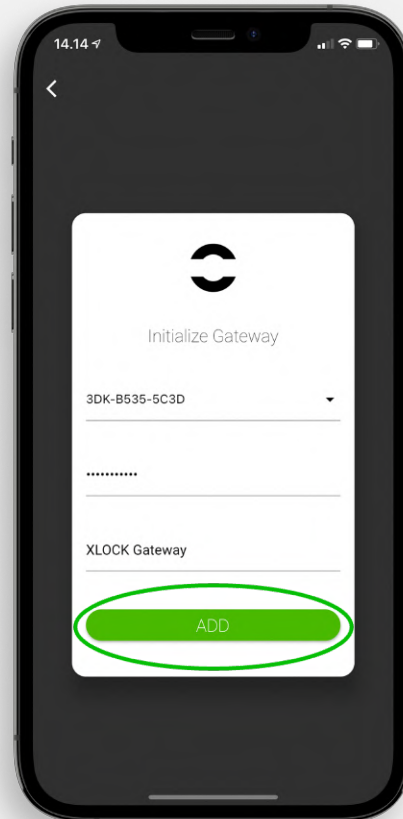 14.14
Initialize Gateway
3DK-B535-5C3D
•••••••••••
XLOCK Gateway
ADD